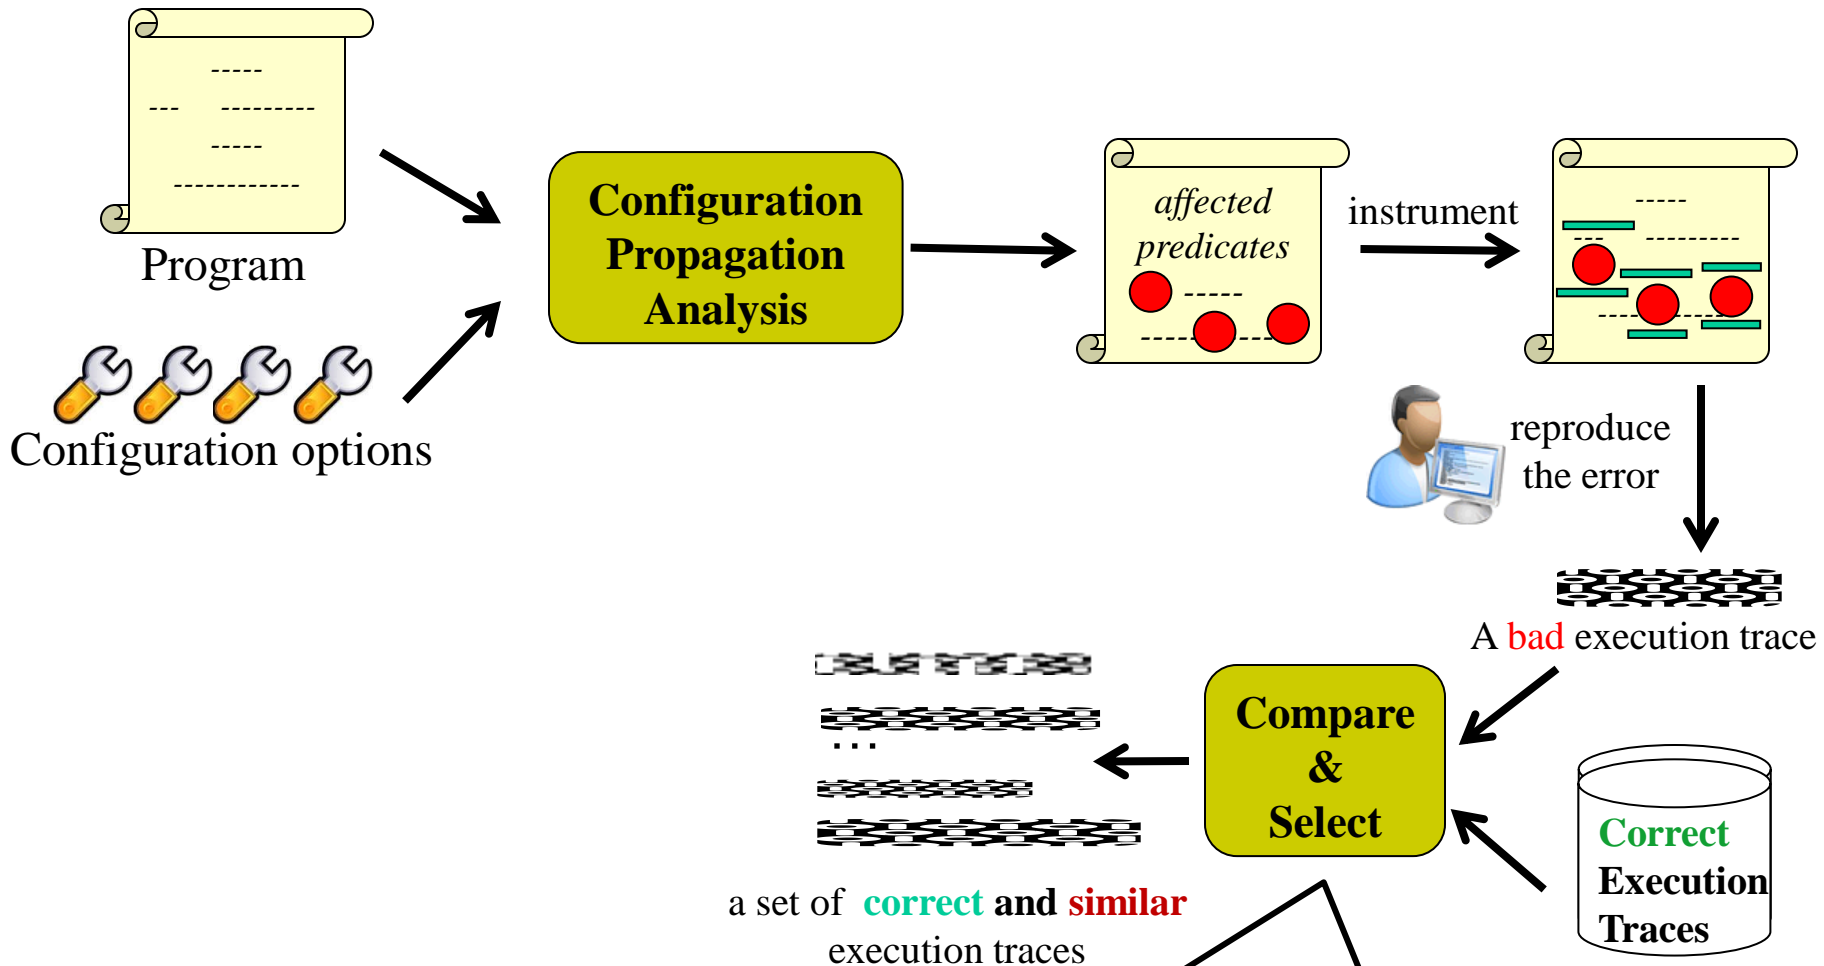 Program
Configuration options
Configuration
Propagation
Analysis
affected
predicates
instrument
reproduce
the error
A bad execution trace
Compare
&
Select
Correct
Execution
Traces
...
a set of correct and similar
execution traces